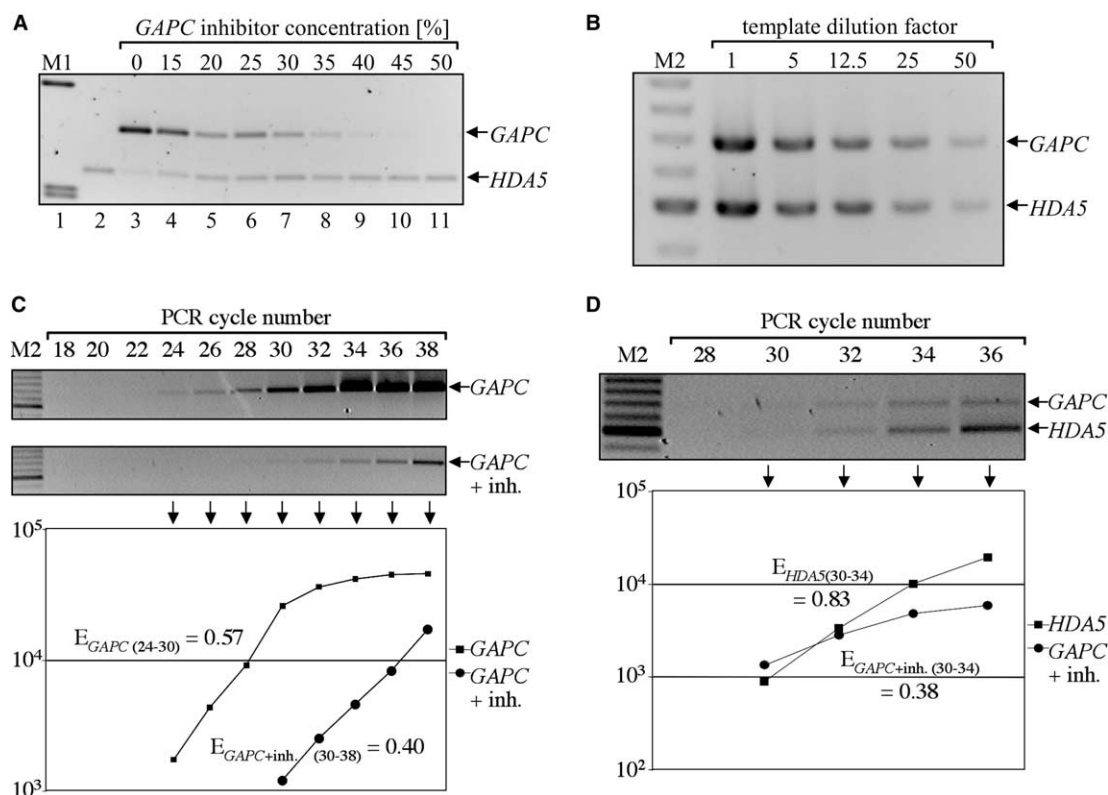 A
GAPC inhibitor concentration [%]
M1 0 15 20 25 30 35 40 45 50
GAPC
HDA5
1 2 3 4 5 6 7 8 9 10 11
B
template dilution factor
M2 1 5 12.5 25 50
GAPC
HDA5
C
PCR cycle number
M2 18 20 22 24 26 28 30 32 34 36 38
GAPC
GAPC
+ inh.
10⁵
E GAPC (24-30) = 0.57
10⁴
E GAPC+inh. (30-38) = 0.40
10³
GAPC
GAPC
+ inh.
D
PCR cycle number
M2 28 30 32 34 36
GAPC
HDA5
10⁵
E HDA5(30-34)
= 0.83
10⁴
E GAPC+inh. (30-34)
= 0.38
10³
10²
HDA5
GAPC
+ inh.